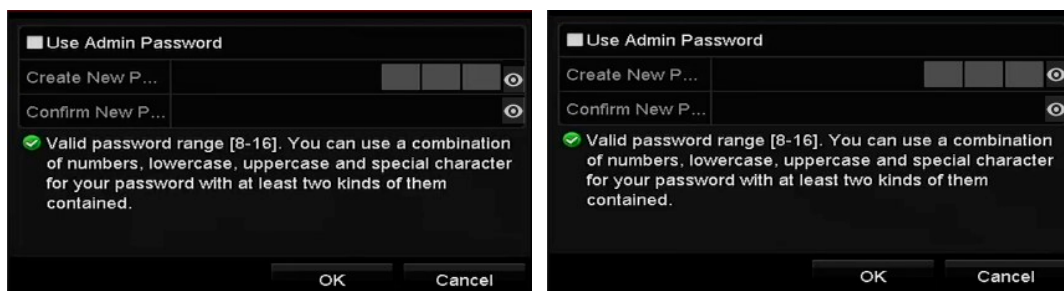 Use Admin Password
Create New P...
Confirm New P...
Valid password range [8-16]. You can use a combination
of numbers, lowercase, uppercase and special character
for your password with at least two kinds of them
contained.
OK Cancel
Use Admin Password
Create New P...
Confirm New P...
Valid password range [8-16]. You can use a combination
of numbers, lowercase, uppercase and special character
for your password with at least two kinds of them
contained.
OK Cancel